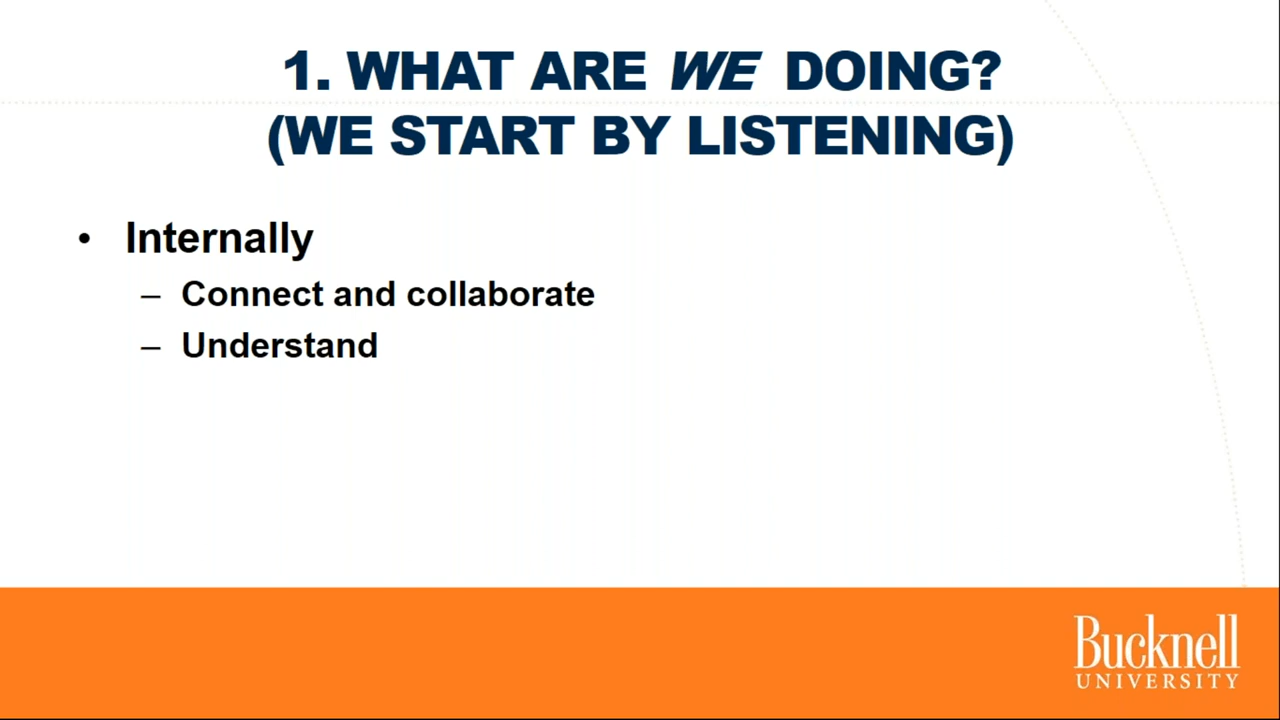 1. WHAT ARE WE DOING?
(WE START BY LISTENING)
• Internally
– Connect and collaborate
– Understand
Bucknell
UNIVERSITY